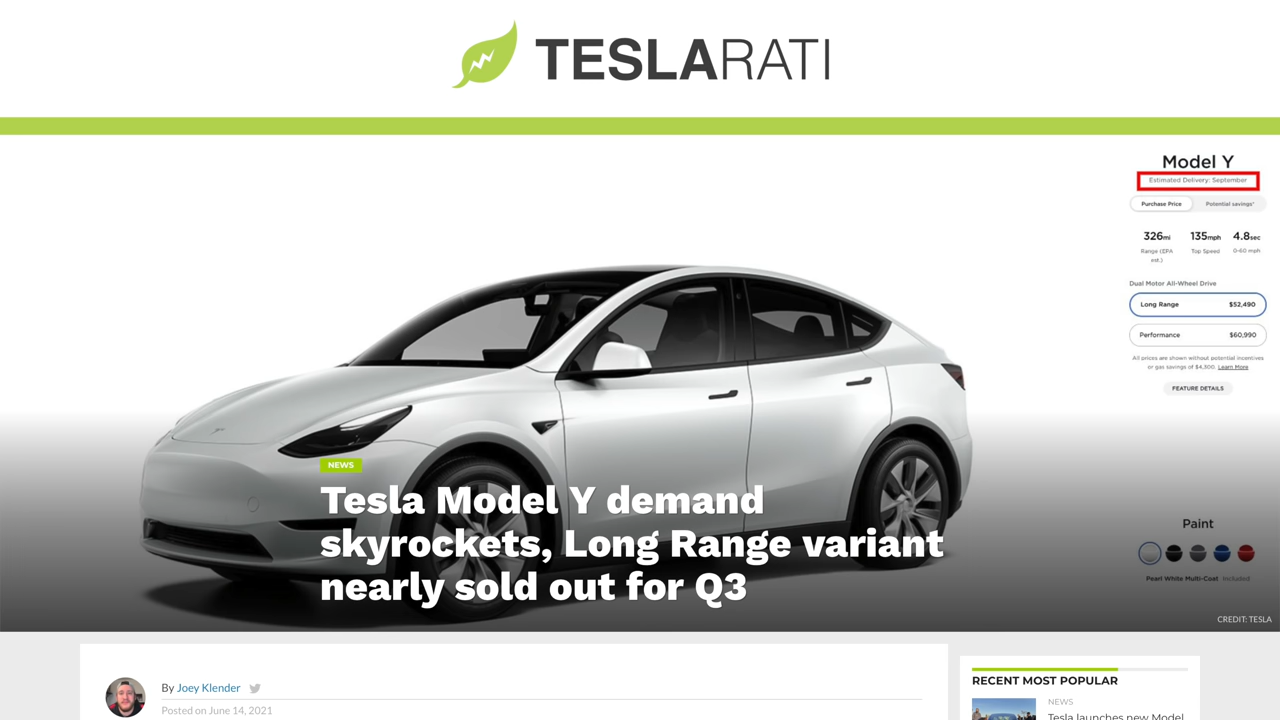 TESLARATI
Model Y
Estimated Delivery: September
Purchase Price
Potential savings*
326mi
135mph
4.8sec
Range (EPA
est.)
Top Speed
0-60 mph
Dual Motor All-Wheel Drive
Long Range
$52,490
Performance
$60,990
All prices are shown without potential incentives
or gas savings of $4,300. Learn More
FEATURE DETAILS
NEWS
Tesla Model Y demand
skyrockets, Long Range variant
nearly sold out for Q3
Paint
Pearl White Multi-Coat Included
CREDIT: TESLA
By Joey Klender
Posted on June 14, 2021
RECENT MOST POPULAR
NEWS
Tesla launches new Model